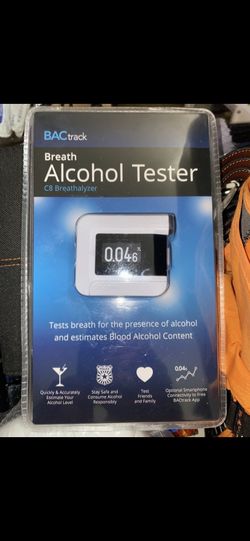 BACtrack
Breath
Alcohol Tester
C8 Breathalyzer
0.046
%
Tests breath for the presence of alcohol
and estimates Blood Alcohol Content
Quickly & Accurately
Estimate Your
Alcohol Level
Stay Safe and
Consume Alcohol
Responsibly
Test
Friends
and Family
0.04%
Optional Smartphone
Connectivity to Free
BACtrack App